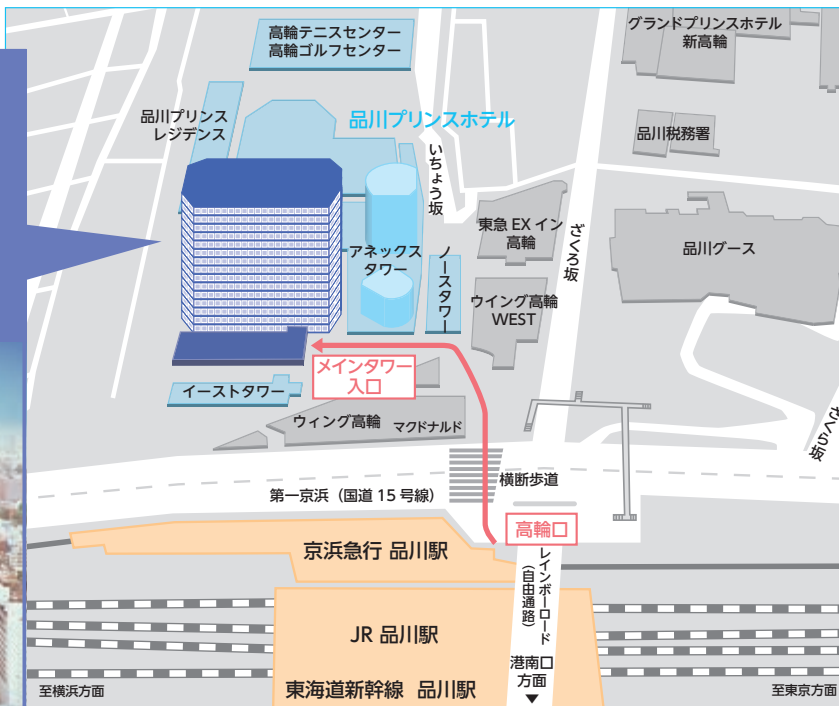 高輪テニスセンター
高輪ゴルフセンター
グランドプリンスホテル
新高輪
品川プリンス
レジデンス
品川プリンスホテル
品川税務署
いちょう坂
東急 EX イン
高輪
ざくろ坂
品川グース
アネックス
タワー
ノースタワー
ウイング高輪
WEST
メインタワー
入口
イーストタワー
ウィング高輪
マクドナルド
さくら坂
横断歩道
第一京浜（国道 15 号線）
高輪口
京浜急行 品川駅
レインボーロード
（自由通路）
JR 品川駅
港南口
方面
▼
東海道新幹線 品川駅
至横浜方面
至東京方面